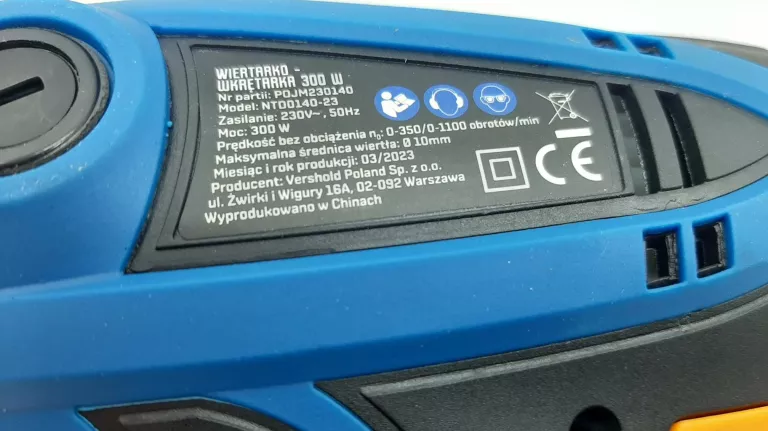 WIERTARKO -
WKRĘTARKA 300 W
Nr partii: POJM230140
Model: NTD0140-23
Zasilanie: 230V~, 50Hz
Moc: 300 W
Prędkość bez obciążenia n₀: 0-350/0-1100 obrotów/min
Maksymalna średnica wiertła: Ø 10mm
Miesiąc i rok produkcji: 03/2023
Producent: Vershold Poland Sp. z o.o.
ul. Żwirki i Wigury 16A, 02-092 Warszawa
Wyprodukowano w Chinach
CE